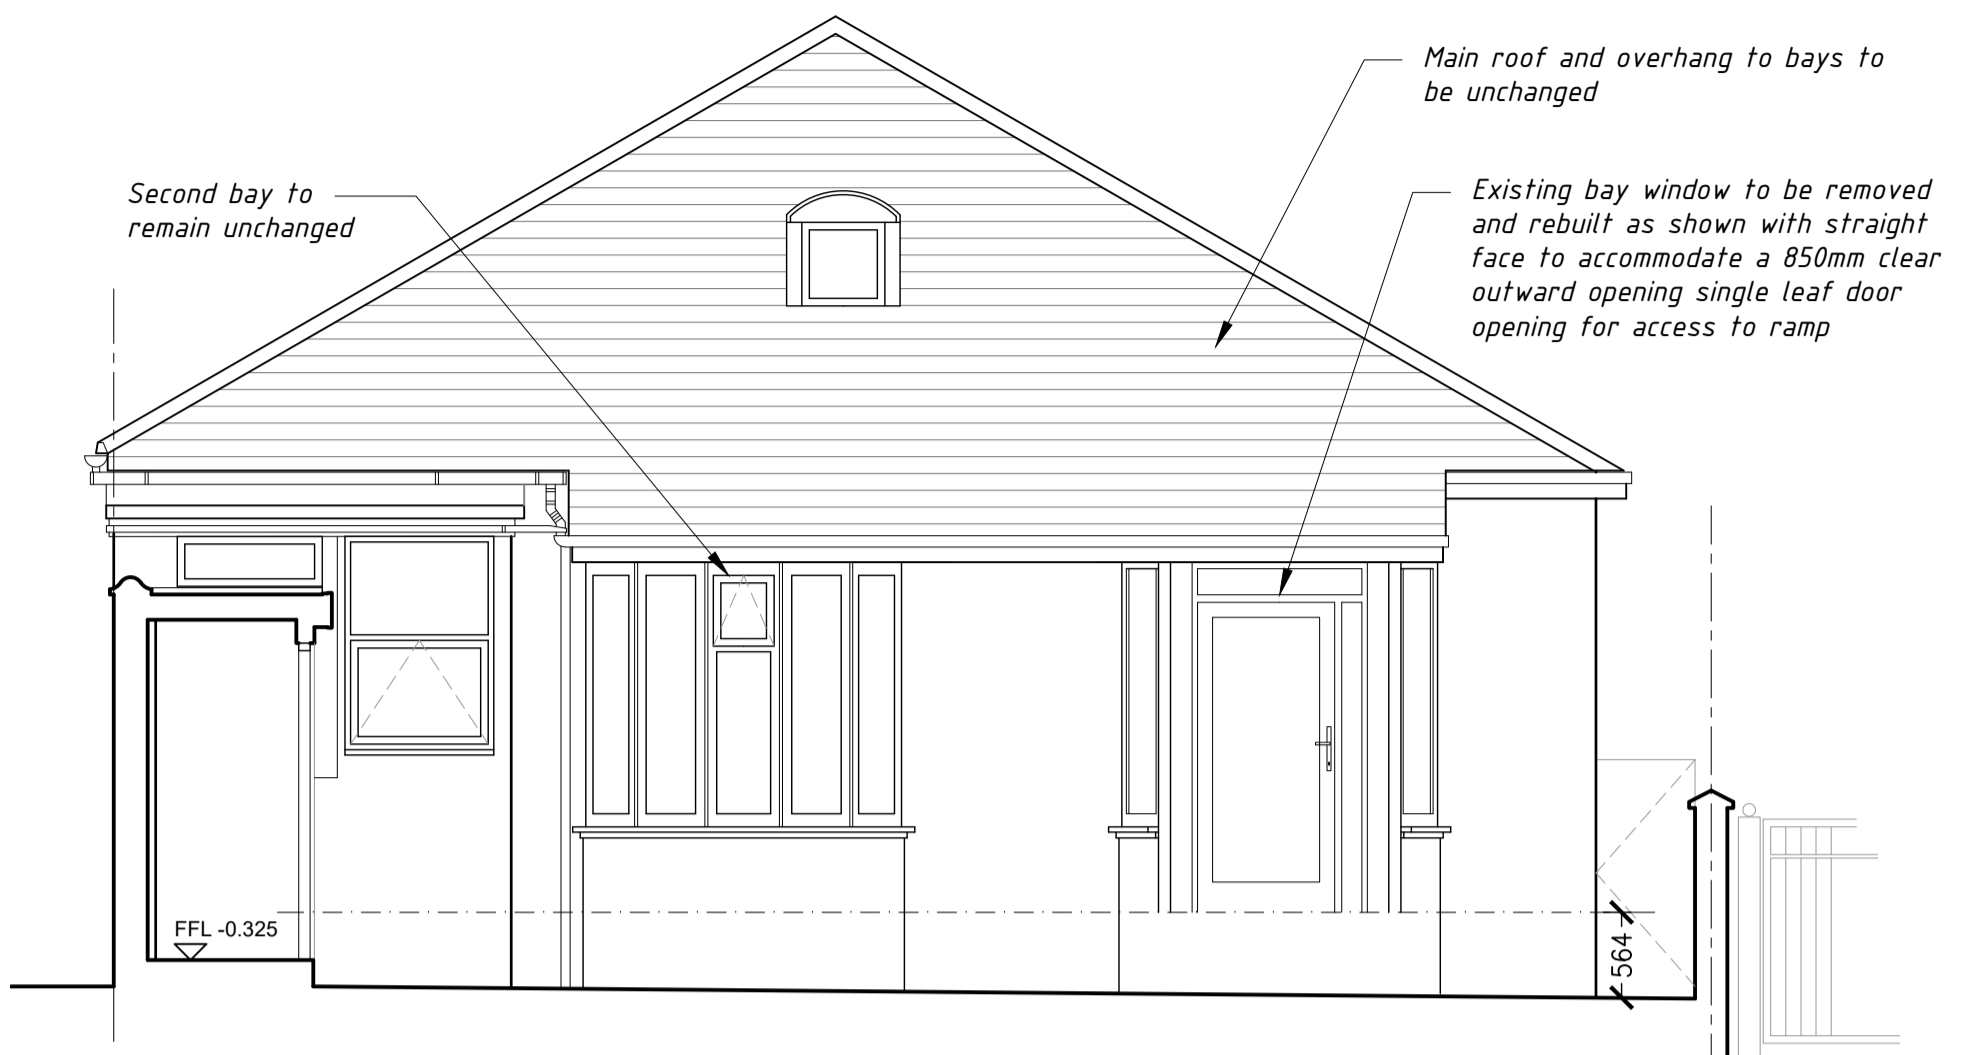 Main roof and overhang to bays to
be unchanged
Second bay to
remain unchanged
Existing bay window to be removed
and rebuilt as shown with straight
face to accommodate a 850mm clear
outward opening single leaf door
opening for access to ramp
FFL -0.325
564